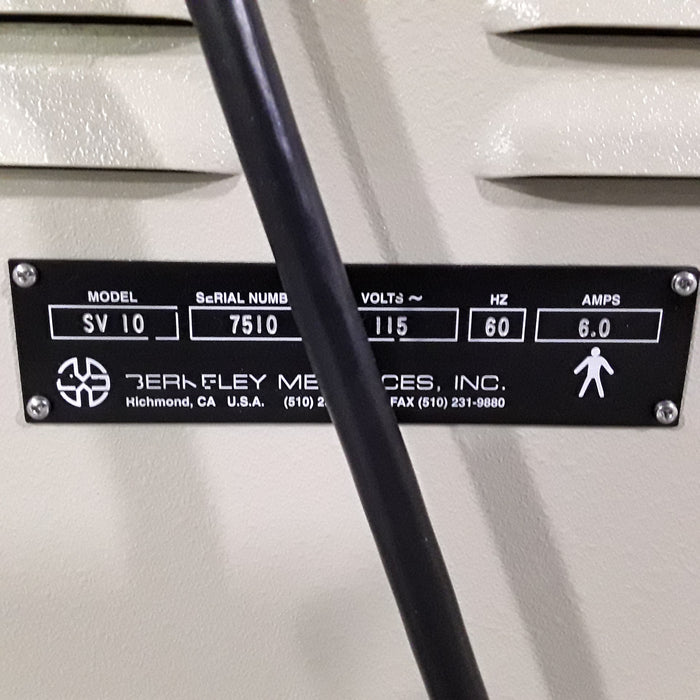 MODEL SERIAL NUMB VOLTS ~ HZ AMPS
SV 10 7510 115 60 6.0
BERKELEY ME CES, INC.
Richmond, CA U.S.A. (510) 2 FAX (510) 231-9880